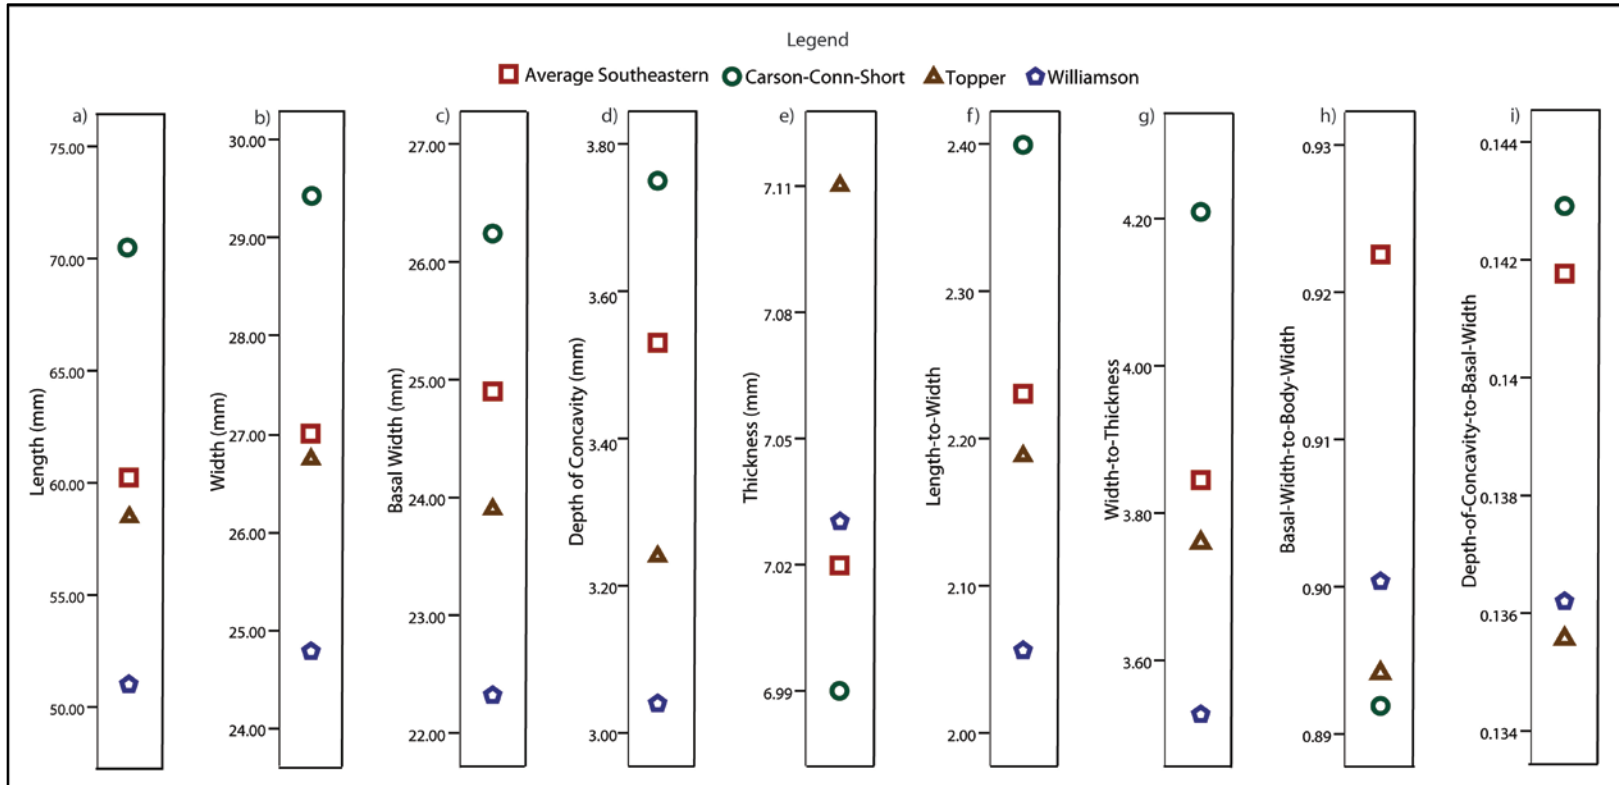 Legend
Average Southeastern Carson-Conn-Short Topper Williamson
a)
75.00
70.00
65.00
60.00
55.00
50.00
Length (mm)
b)
30.00
29.00
28.00
27.00
26.00
25.00
24.00
Width (mm)
c)
27.00
26.00
25.00
24.00
23.00
22.00
Basal Width (mm)
d)
3.80
3.60
3.40
3.20
3.00
Depth of Concavity (mm)
e)
7.11
7.08
7.05
7.02
6.99
Thickness (mm)
f)
2.40
2.30
2.20
2.10
2.00
Length-to-Width
g)
4.20
4.00
3.80
3.60
Width-to-Thickness
h)
0.93
0.92
0.91
0.90
0.89
Basal-Width-to-Body-Width
i)
0.144
0.142
0.14
0.138
0.136
0.134
Depth-of-Concavity-to-Basal-Width